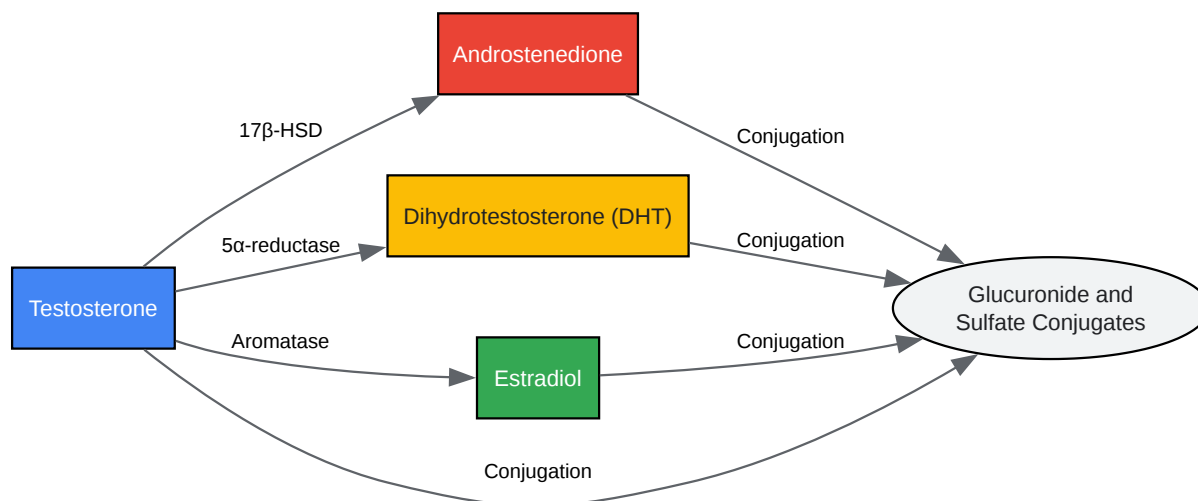 Androstenedione
17β-HSD
Conjugation
Dihydrotestosterone (DHT)
5α-reductase
Conjugation
Testosterone
Glucuronide and
Sulfate Conjugates
Aromatase
Conjugation
Estradiol
Conjugation